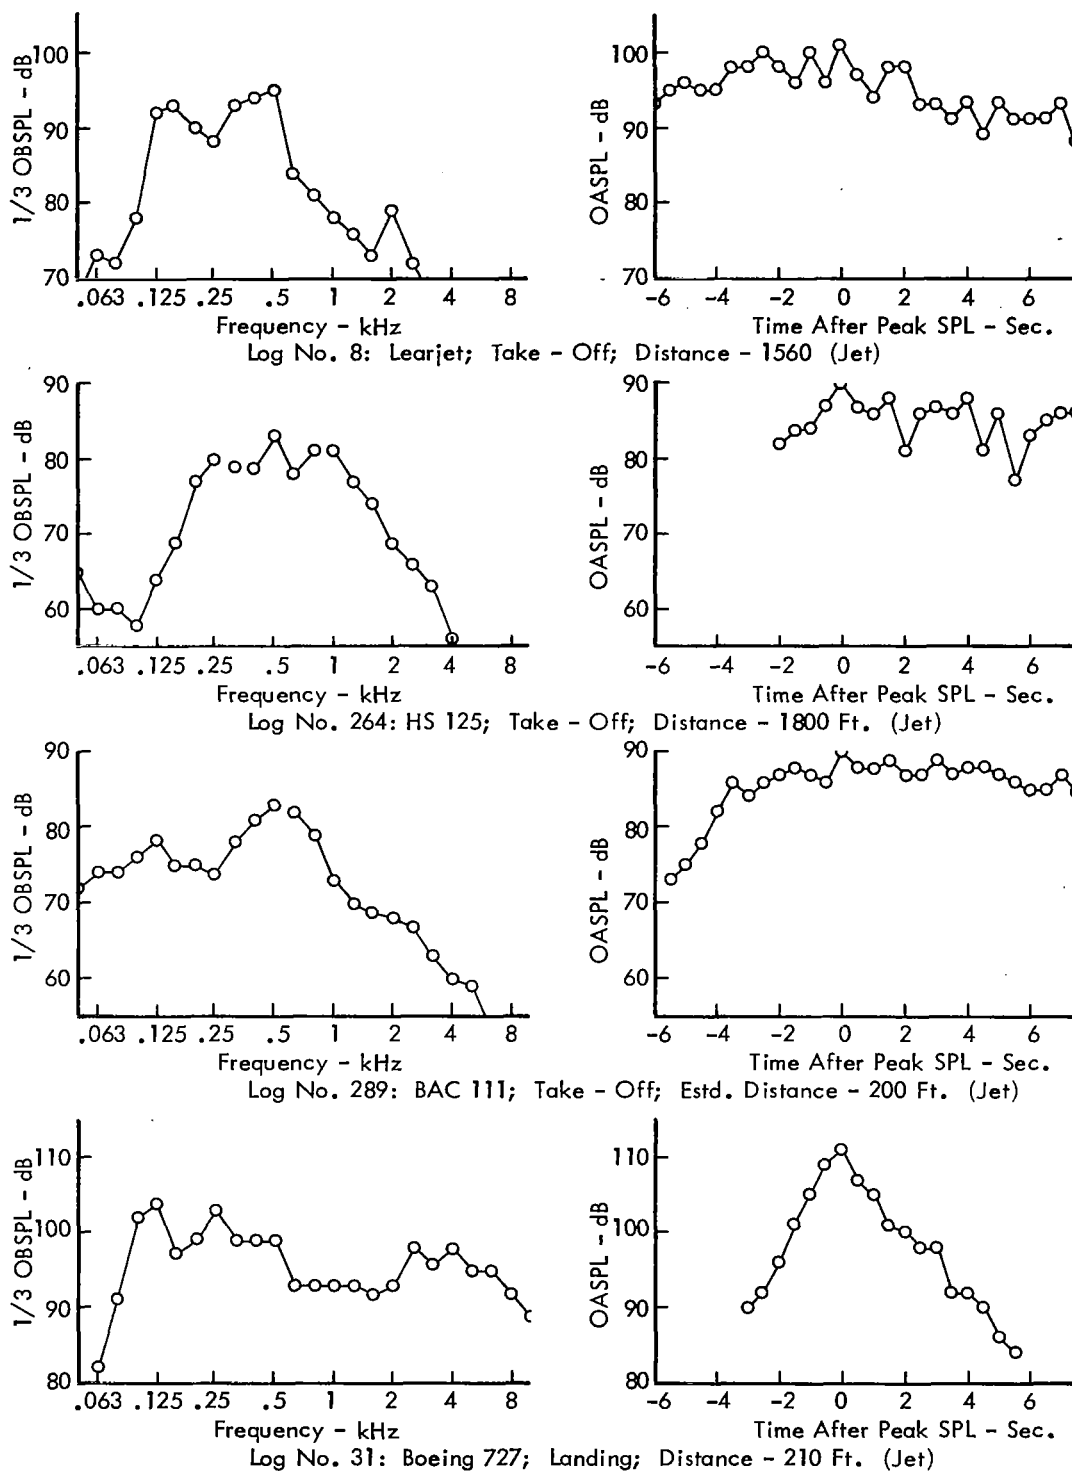 1/3 OBSPL - dB
100
90
80
70
.063 .125 .25 .5 1 2 4 8
Frequency - kHz
OASPL - dB
100
90
80
70
-6 -4 -2 0 2 4 6
Time After Peak SPL - Sec.
Log No. 8: Learjet; Take - Off; Distance - 1560 (Jet)
1/3 OBSPL - dB
90
80
70
60
.063 .125 .25 .5 1 2 4 8
Frequency - kHz
OASPL - dB
90
80
70
60
-6 -4 -2 0 2 4 6
Time After Peak SPL - Sec.
Log No. 264: HS 125; Take - Off; Distance - 1800 Ft. (Jet)
1/3 OBSPL - dB
90
80
70
60
.063 .125 .25 .5 1 2 4 8
Frequency - kHz
OASPL - dB
90
80
70
60
-6 -4 -2 0 2 4 6
Time After Peak SPL - Sec.
Log No. 289: BAC 111; Take - Off; Estd. Distance - 200 Ft. (Jet)
1/3 OBSPL - dB
110
100
90
80
.063 .125 .25 .5 1 2 4 8
Frequency - kHz
OASPL - dB
110
100
90
80
-6 -4 -2 0 2 4 6
Time After Peak SPL - Sec.
Log No. 31: Boeing 727; Landing; Distance - 210 Ft. (Jet)